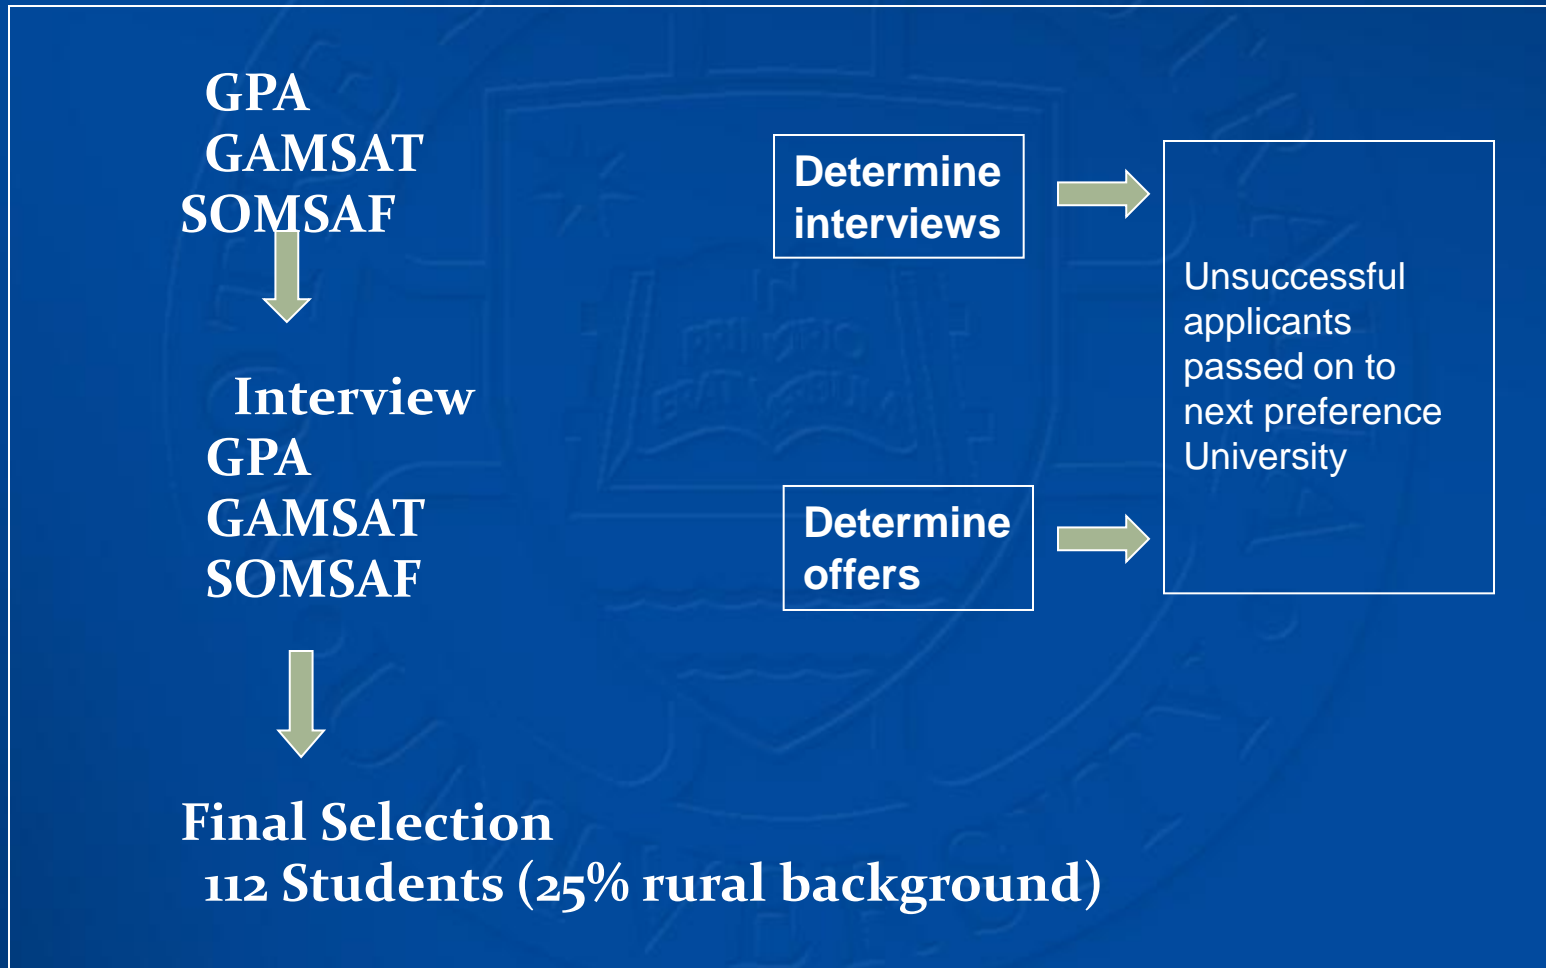 GPA
GAMSAT
SOMSAF
Determine
interviews
Unsuccessful
applicants
passed on to
next preference
University
Interview
GPA
GAMSAT
SOMSAF
Determine
offers
Final Selection
112 Students (25% rural background)